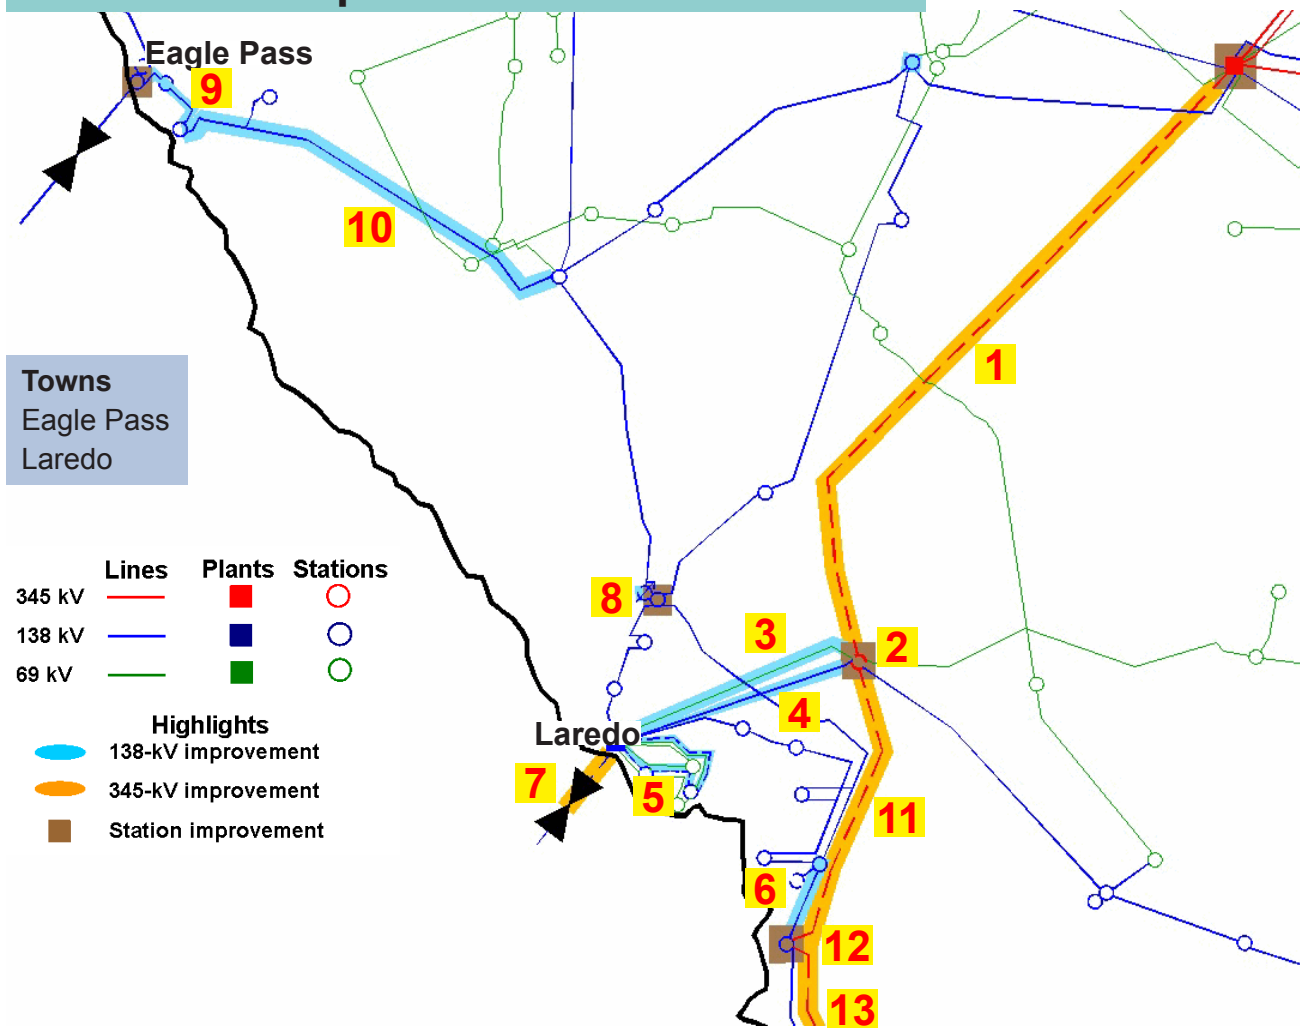 Eagle Pass
9
10
1
Towns
Eagle Pass
Laredo
Lines Plants Stations
345 kV
138 kV
69 kV
8
3
2
4
Highlights
138-kV improvement
345-kV improvement
Station improvement
Laredo
7
5
11
6
12
13